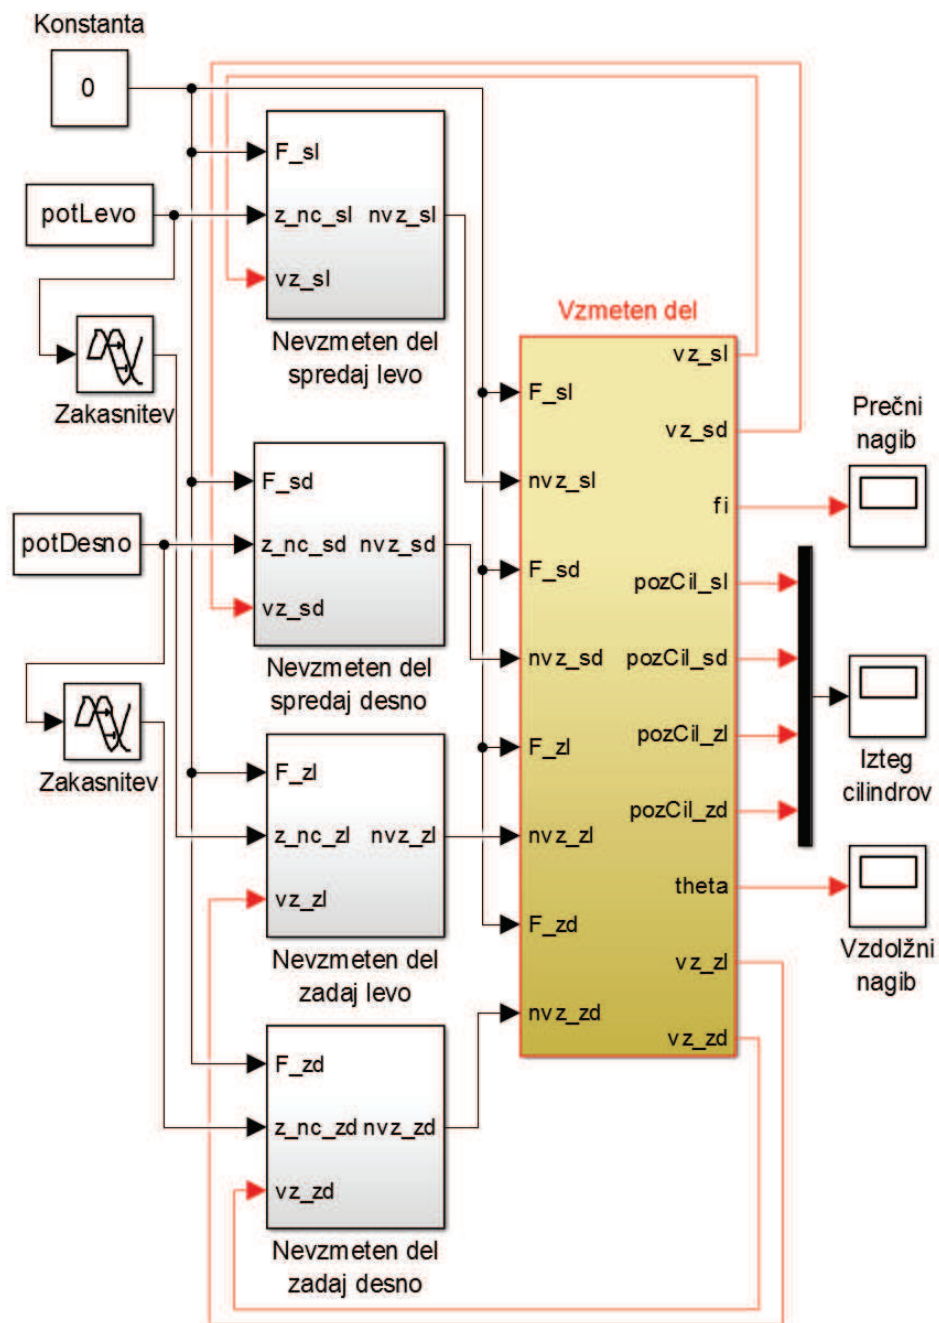 Konstanta
0
potLevo
Zakasnitev
potDesno
Zakasnitev
F_sl
z_nc_sl
nvz_sl
vz_sl
Nevzmeten del
spredaj levo
F_sd
z_nc_sd
nvz_sd
vz_sd
Nevzmeten del
spredaj desno
F_zl
z_nc_zl
nvz_zl
vz_zl
Nevzmeten del
zadaj levo
F_zd
z_nc_zd
nvz_zd
vz_zd
Nevzmeten del
zadaj desno
Vzmeten del
F_sl
nvz_sl
F_sd
nvz_sd
F_zl
nvz_zl
F_zd
nvz_zd
vz_sl
vz_sd
fi
pozCil_sl
pozCil_sd
pozCil_zl
pozCil_zd
theta
vz_zl
vz_zd
Prečni
nagib
Izteg
cilindrov
Vzdolžni
nagib